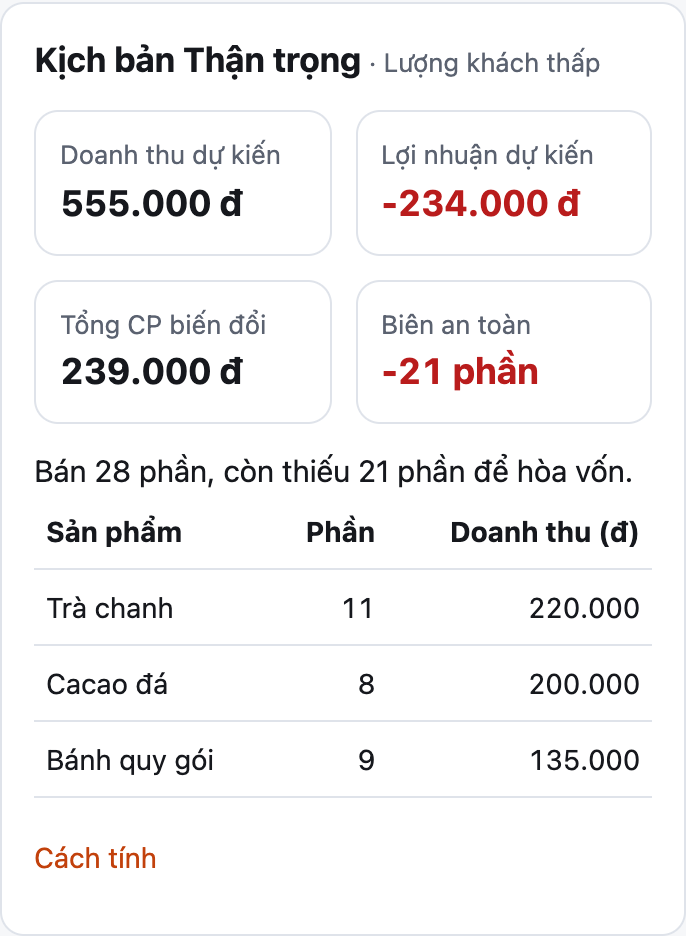 Kịch bản Thận trọng · Lượng khách thấp
Doanh thu dự kiến
555.000 đ
Lợi nhuận dự kiến
-234.000 đ
Tổng CP biến đổi
239.000 đ
Biên an toàn
-21 phần
Bán 28 phần, còn thiếu 21 phần để hòa vốn.
Sản phẩm Phần Doanh thu (đ)
Trà chanh 11 220.000
Cacao đá 8 200.000
Bánh quy gói 9 135.000
Cách tính